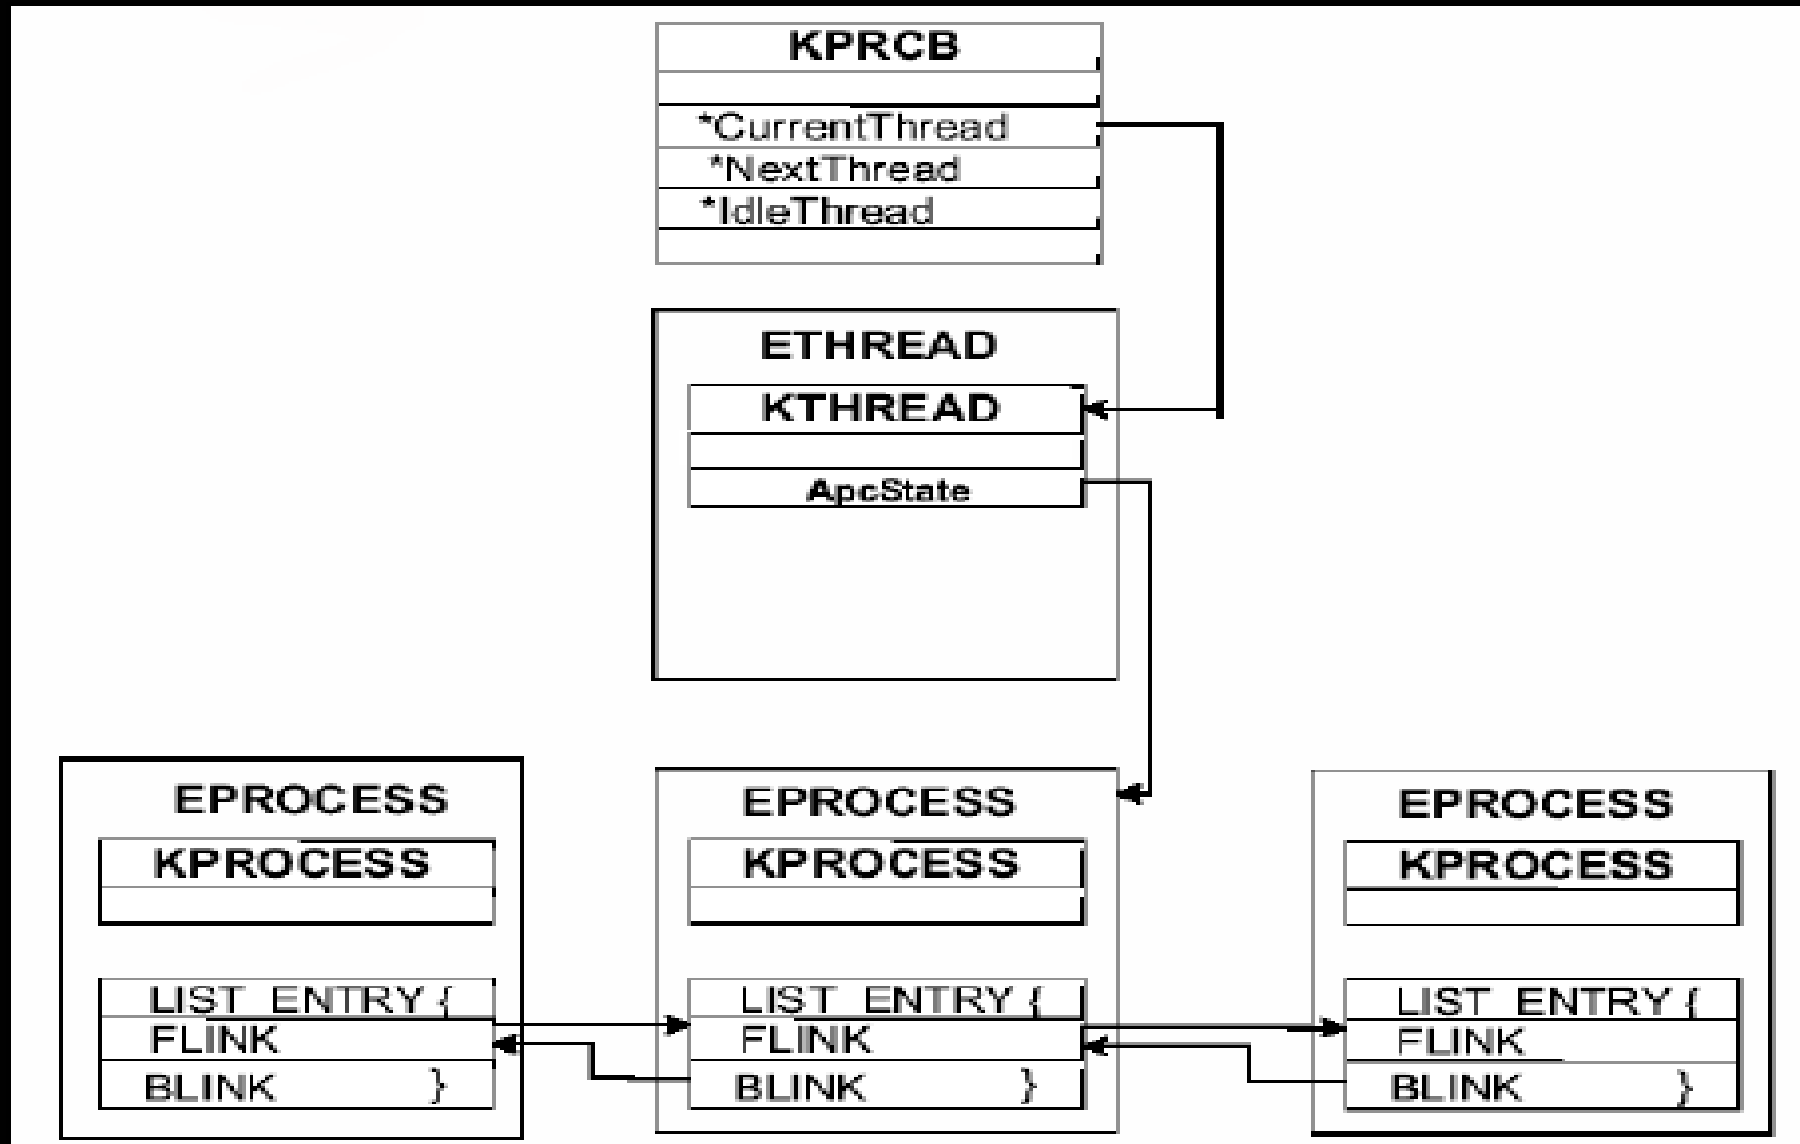 KPRCB
*CurrentThread
*NextThread
*IdleThread
ETHREAD
KTHREAD
ApcState
EPROCESS
KPROCESS
LIST_ENTRY {
FLINK
BLINK }
EPROCESS
KPROCESS
LIST_ENTRY {
FLINK
BLINK }
EPROCESS
KPROCESS
LIST_ENTRY {
FLINK
BLINK }